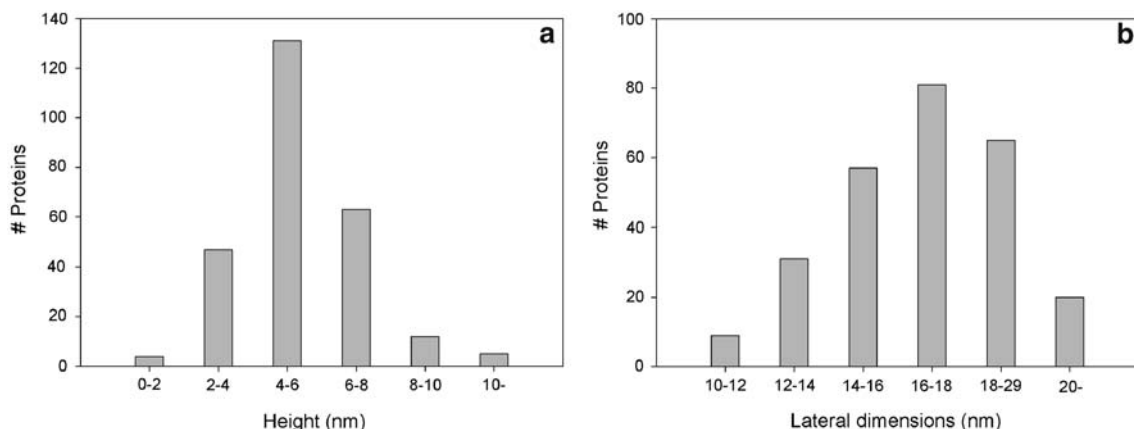 a
140
120
100
80
60
40
20
0
# Proteins
0-2 2-4 4-6 6-8 8-10 10-
Height (nm)
b
100
80
60
40
20
0
# Proteins
10-12 12-14 14-16 16-18 18-29 20-
Lateral dimensions (nm)